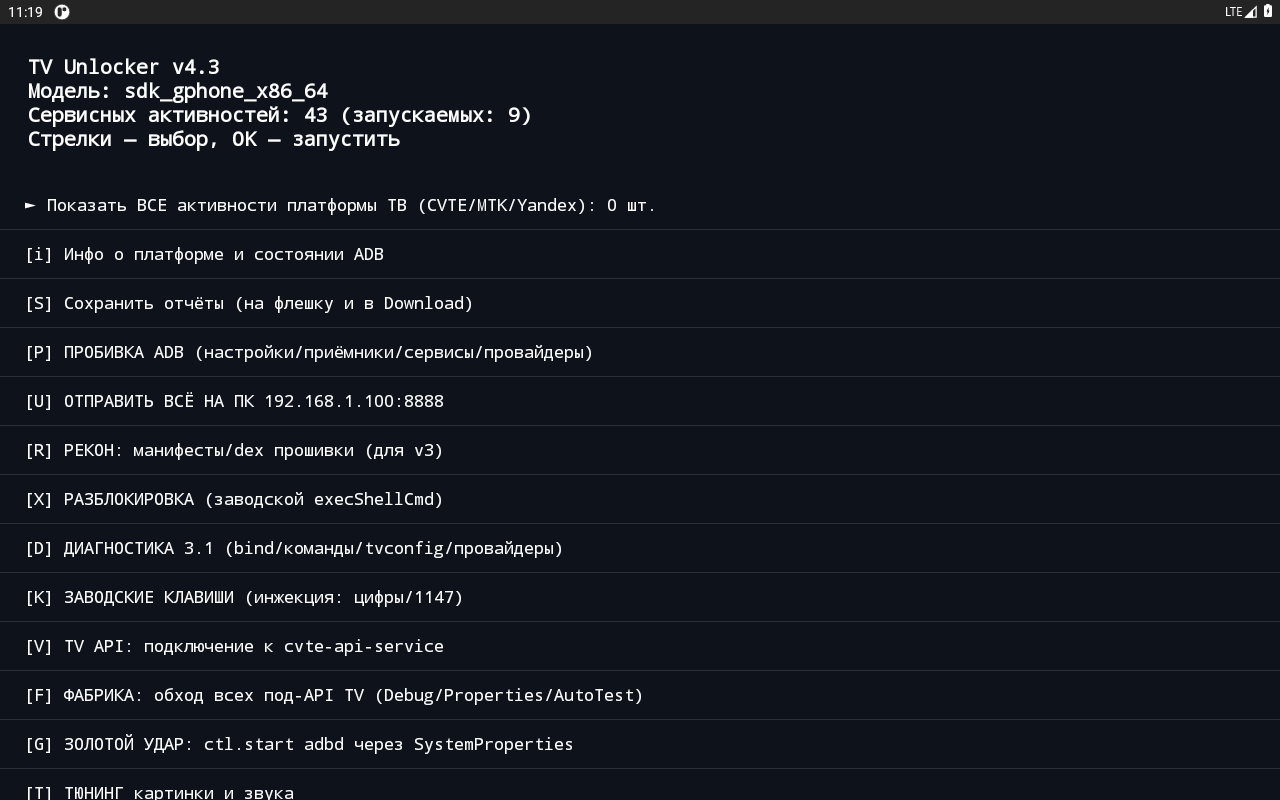 11:19
LTE
TV Unlocker v4.3
Модель: sdk_gphone_x86_64
Сервисных активностей: 43 (запускаемых: 9)
Стрелки — выбор, OK — запустить
► Показать ВСЕ активности платформы ТВ (CVTE/MTK/Yandex): 0 шт.
[i] Инфо о платформе и состоянии ADB
[S] Сохранить отчёты (на флешку и в Download)
[P] ПРОБИВКА ADB (настройки/приёмники/сервисы/провайдеры)
[U] ОТПРАВИТЬ ВСЁ НА ПК 192.168.1.100:8888
[R] РЕКОН: манифесты/dex прошивки (для v3)
[X] РАЗБЛОКИРОВКА (заводской execShellCmd)
[D] ДИАГНОСТИКА 3.1 (bind/команды/tvconfig/провайдеры)
[K] ЗАВОДСКИЕ КЛАВИШИ (инжекция: цифры/1147)
[V] TV API: подключение к cvte-api-service
[F] ФАБРИКА: обход всех под-API TV (Debug/Properties/AutoTest)
[G] ЗОЛОТОЙ УДАР: ctl.start adbd через SystemProperties
[T] ТЮНИНГ картинки и звука